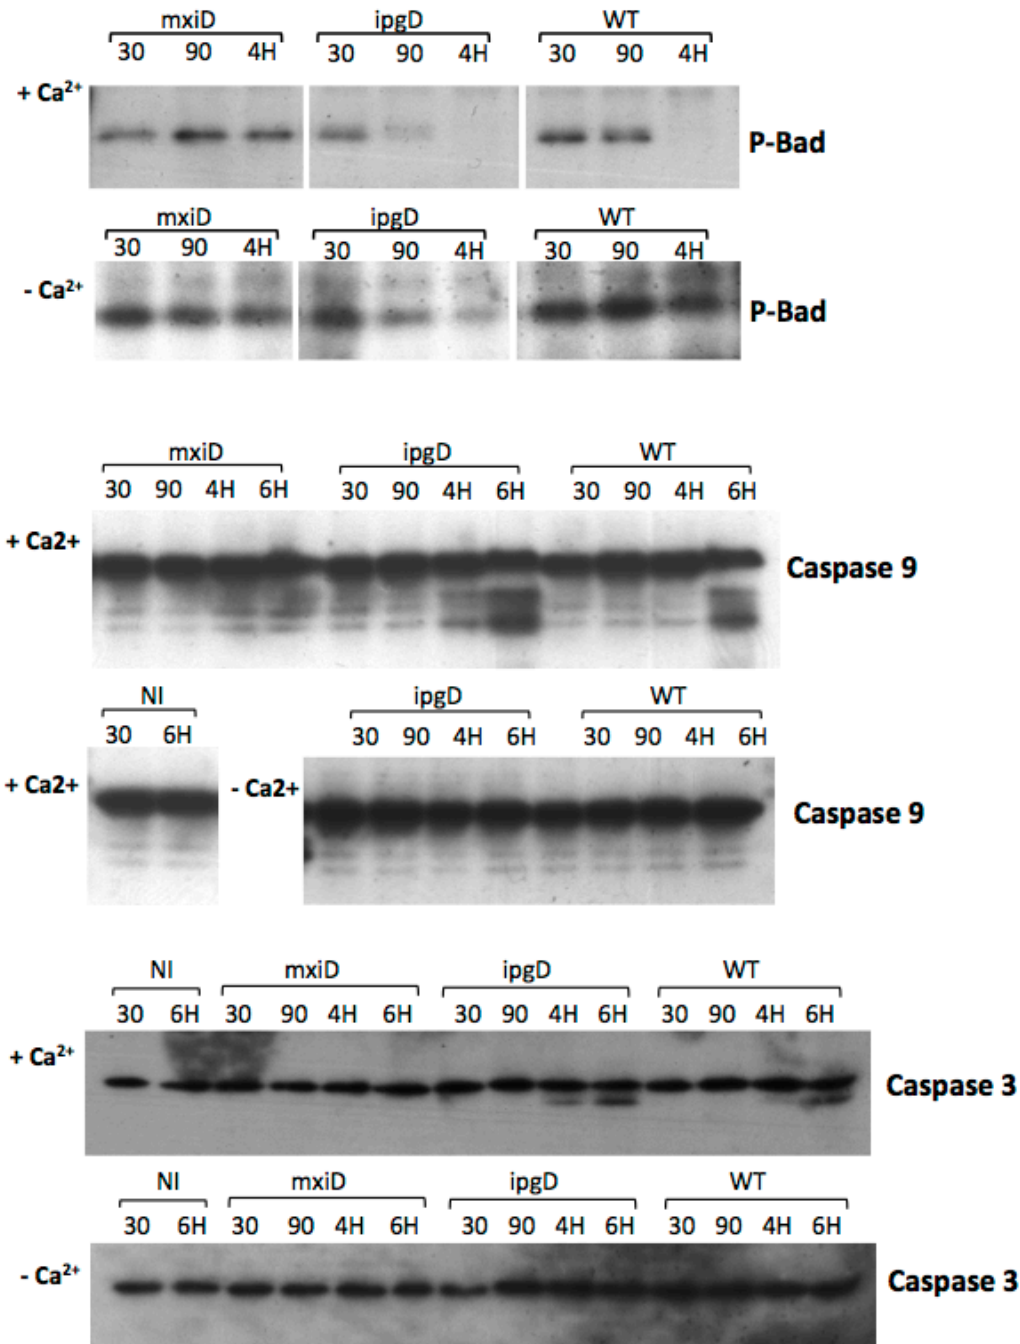 mxiD ipgD WT
30 90 4H 30 90 4H 30 90 4H
+ Ca²⁺
P-Bad
mxiD ipgD WT
30 90 4H 30 90 4H 30 90 4H
- Ca²⁺
P-Bad
mxiD ipgD WT
30 90 4H 6H 30 90 4H 6H 30 90 4H 6H
+ Ca2+
Caspase 9
NI ipgD WT
30 6H 30 90 4H 6H 30 90 4H 6H
+ Ca2+ - Ca2+
Caspase 9
NI mxiD ipgD WT
30 6H 30 90 4H 6H 30 90 4H 6H 30 90 4H 6H
+ Ca²⁺
Caspase 3
NI mxiD ipgD WT
30 6H 30 90 4H 6H 30 90 4H 6H 30 90 4H 6H
- Ca²⁺
Caspase 3